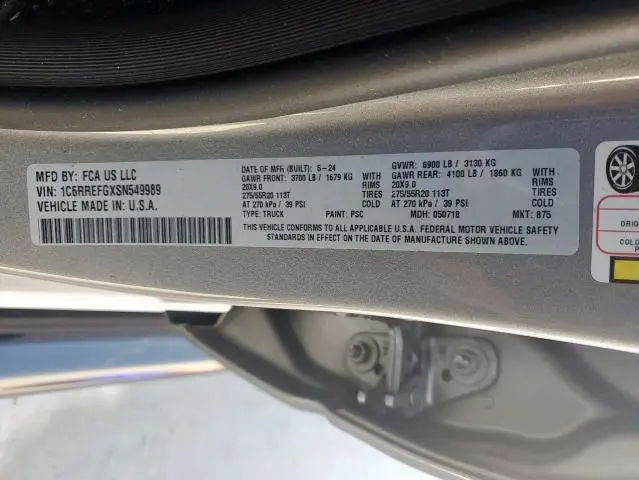 MFD BY: FCA US LLC
VIN: 1C6RREFGXSN549989
VEHICLE MADE IN: U.S.A.
DATE OF MFR (BUILT): 5-24
GAWR FRONT: 3700 LB / 1679 KG
20X9.0
275/55R20 113T
AT 270 kPa / 39 PSI
TYPE: TRUCK
WITH
TIRES
COLD
PAINT: PSC
GVWR: 6900 LB / 3130 KG
GAWR REAR: 4100 LB / 1860 KG
20X9.0
275/55R20 113T
AT 270 kPa / 39 PSI
MDH: 050718
WITH
TIRES
COLD
MKT: 875
THIS VEHICLE CONFORMS TO ALL APPLICABLE U.S.A. FEDERAL MOTOR VEHICLE SAFETY
STANDARDS IN EFFECT ON THE DATE OF MANUFACTURE SHOWN ABOVE.
ORIG
COLD
P